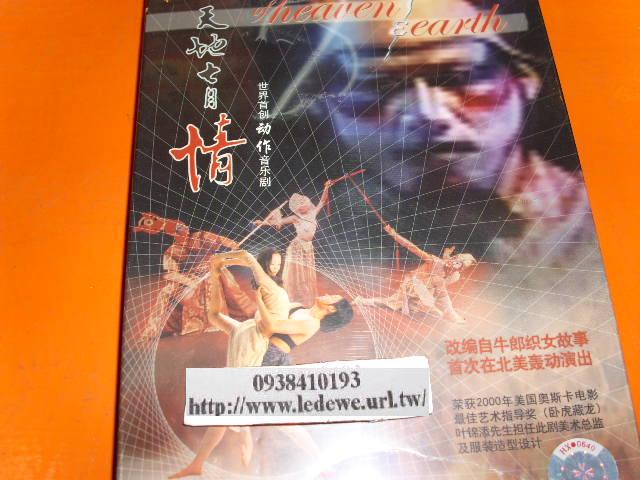 of heaven & earth
天地七月情
世界首创动作音乐剧
改编自牛郎织女故事
首次在北美轰动演出
0938410193
http://www.ledewe.url.tw/
荣获2000年美国奥斯卡电影
最佳艺术指导奖（卧虎藏龙）
叶锦添先生担任此剧美术总监
及服装造型设计
HX●0640